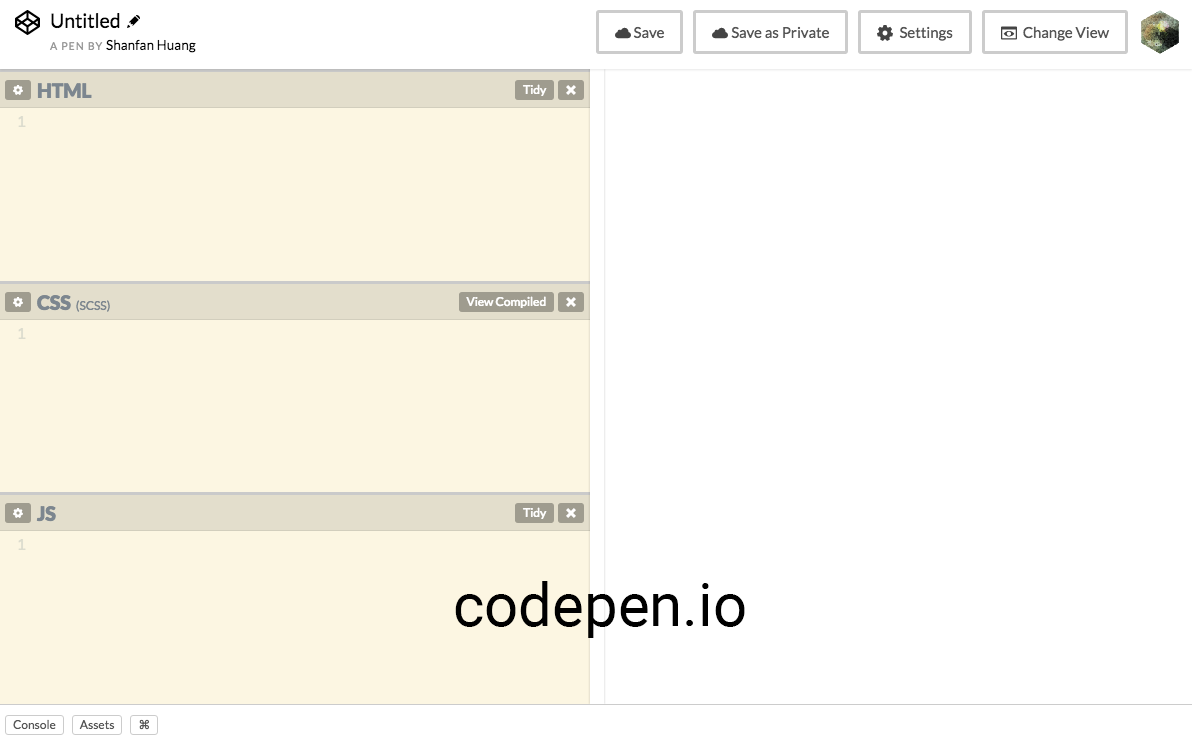 Untitled
A PEN BY Shanfan Huang
Save
Save as Private
Settings
Change View
HTML
Tidy
1
CSS (SCSS)
View Compiled
1
JS
Tidy
1
codepen.io
Console
Assets
⌘